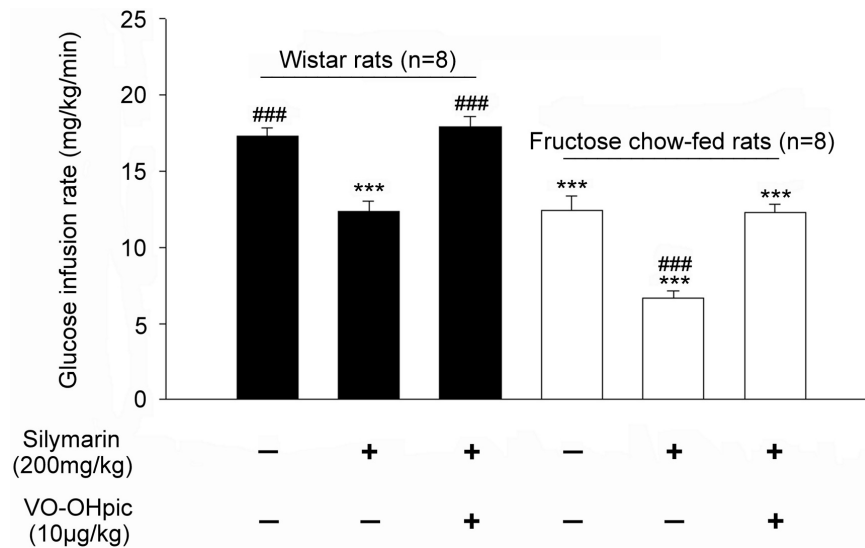 25
20
15
10
5
0
Glucose infusion rate (mg/kg/min)
Wistar rats (n=8)
Fructose chow-fed rats (n=8)
###
***
###
***
###
***
***
Silymarin
(200mg/kg)
– + + – + +
VO-OHpic
(10µg/kg)
– – + – – +